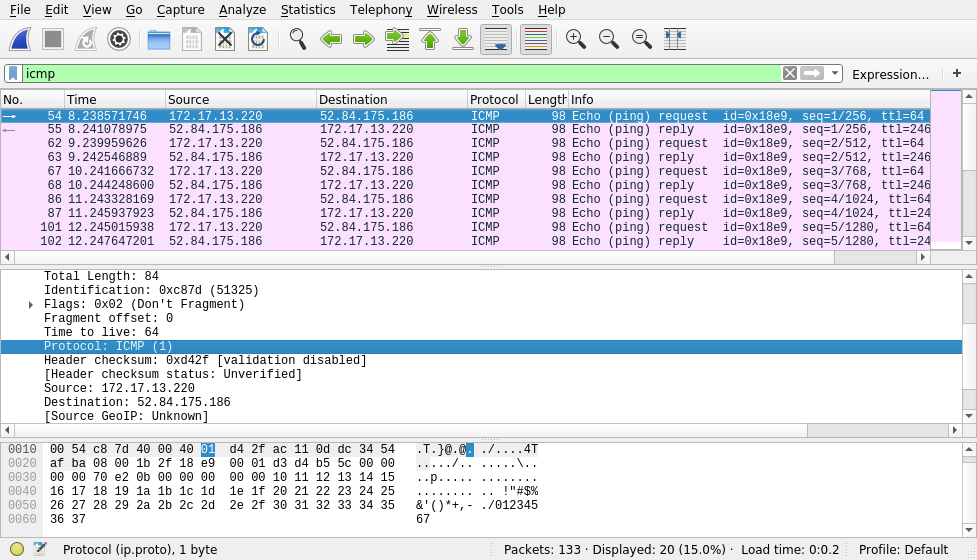 File Edit View Go Capture Analyze Statistics Telephony Wireless Tools Help
icmp Expression... +
No. Time Source Destination Protocol Length Info
54 8.238571746 172.17.13.220 52.84.175.186 ICMP 98 Echo (ping) request id=0x18e9, seq=1/256, ttl=64
55 8.241078975 52.84.175.186 172.17.13.220 ICMP 98 Echo (ping) reply id=0x18e9, seq=1/256, ttl=246
62 9.239959626 172.17.13.220 52.84.175.186 ICMP 98 Echo (ping) request id=0x18e9, seq=2/512, ttl=64
63 9.242546889 52.84.175.186 172.17.13.220 ICMP 98 Echo (ping) reply id=0x18e9, seq=2/512, ttl=246
67 10.241666732 172.17.13.220 52.84.175.186 ICMP 98 Echo (ping) request id=0x18e9, seq=3/768, ttl=64
68 10.244248600 52.84.175.186 172.17.13.220 ICMP 98 Echo (ping) reply id=0x18e9, seq=3/768, ttl=246
86 11.243328169 172.17.13.220 52.84.175.186 ICMP 98 Echo (ping) request id=0x18e9, seq=4/1024, ttl=64
87 11.245937923 52.84.175.186 172.17.13.220 ICMP 98 Echo (ping) reply id=0x18e9, seq=4/1024, ttl=24
101 12.245015938 172.17.13.220 52.84.175.186 ICMP 98 Echo (ping) request id=0x18e9, seq=5/1280, ttl=64
102 12.247647201 52.84.175.186 172.17.13.220 ICMP 98 Echo (ping) reply id=0x18e9, seq=5/1280, ttl=24
Total Length: 84
Identification: 0xc87d (51325)
Flags: 0x02 (Don't Fragment)
Fragment offset: 0
Time to live: 64
Protocol: ICMP (1)
Header checksum: 0xd42f [validation disabled]
[Header checksum status: Unverified]
Source: 172.17.13.220
Destination: 52.84.175.186
[Source GeoIP: Unknown]
0010 00 54 c8 7d 40 00 40 01 d4 2f ac 11 0d dc 34 54 .T.}@.@. ./....4T
0020 af ba 08 00 1b 2f 18 e9 00 01 d3 d4 b5 5c 00 00 ...../.. .....\..
0030 00 00 70 e2 0b 00 00 00 00 00 10 11 12 13 14 15 ..p..... ........
0040 16 17 18 19 1a 1b 1c 1d 1e 1f 20 21 22 23 24 25 ........ .. !"#$%
0050 26 27 28 29 2a 2b 2c 2d 2e 2f 30 31 32 33 34 35 &'()*+,- ./012345
0060 36 37 67
Protocol (ip.proto), 1 byte Packets: 133 · Displayed: 20 (15.0%) · Load time: 0:0.2 Profile: Default